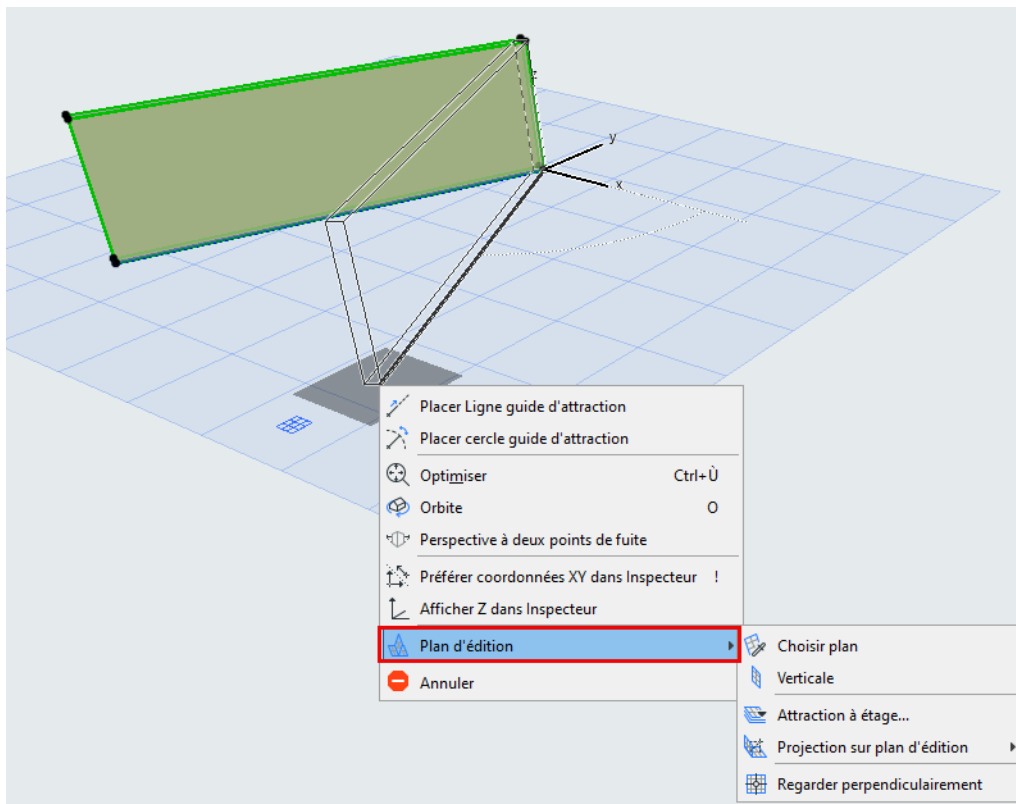 z
y
x
Placer Ligne guide d'attraction
Placer cercle guide d'attraction
Optimiser Ctrl+Ù
Orbite O
Perspective à deux points de fuite
Préférer coordonnées XY dans Inspecteur !
Afficher Z dans Inspecteur
Plan d'édition
Annuler
Choisir plan
Verticale
Attraction à étage...
Projection sur plan d'édition
Regarder perpendiculairement